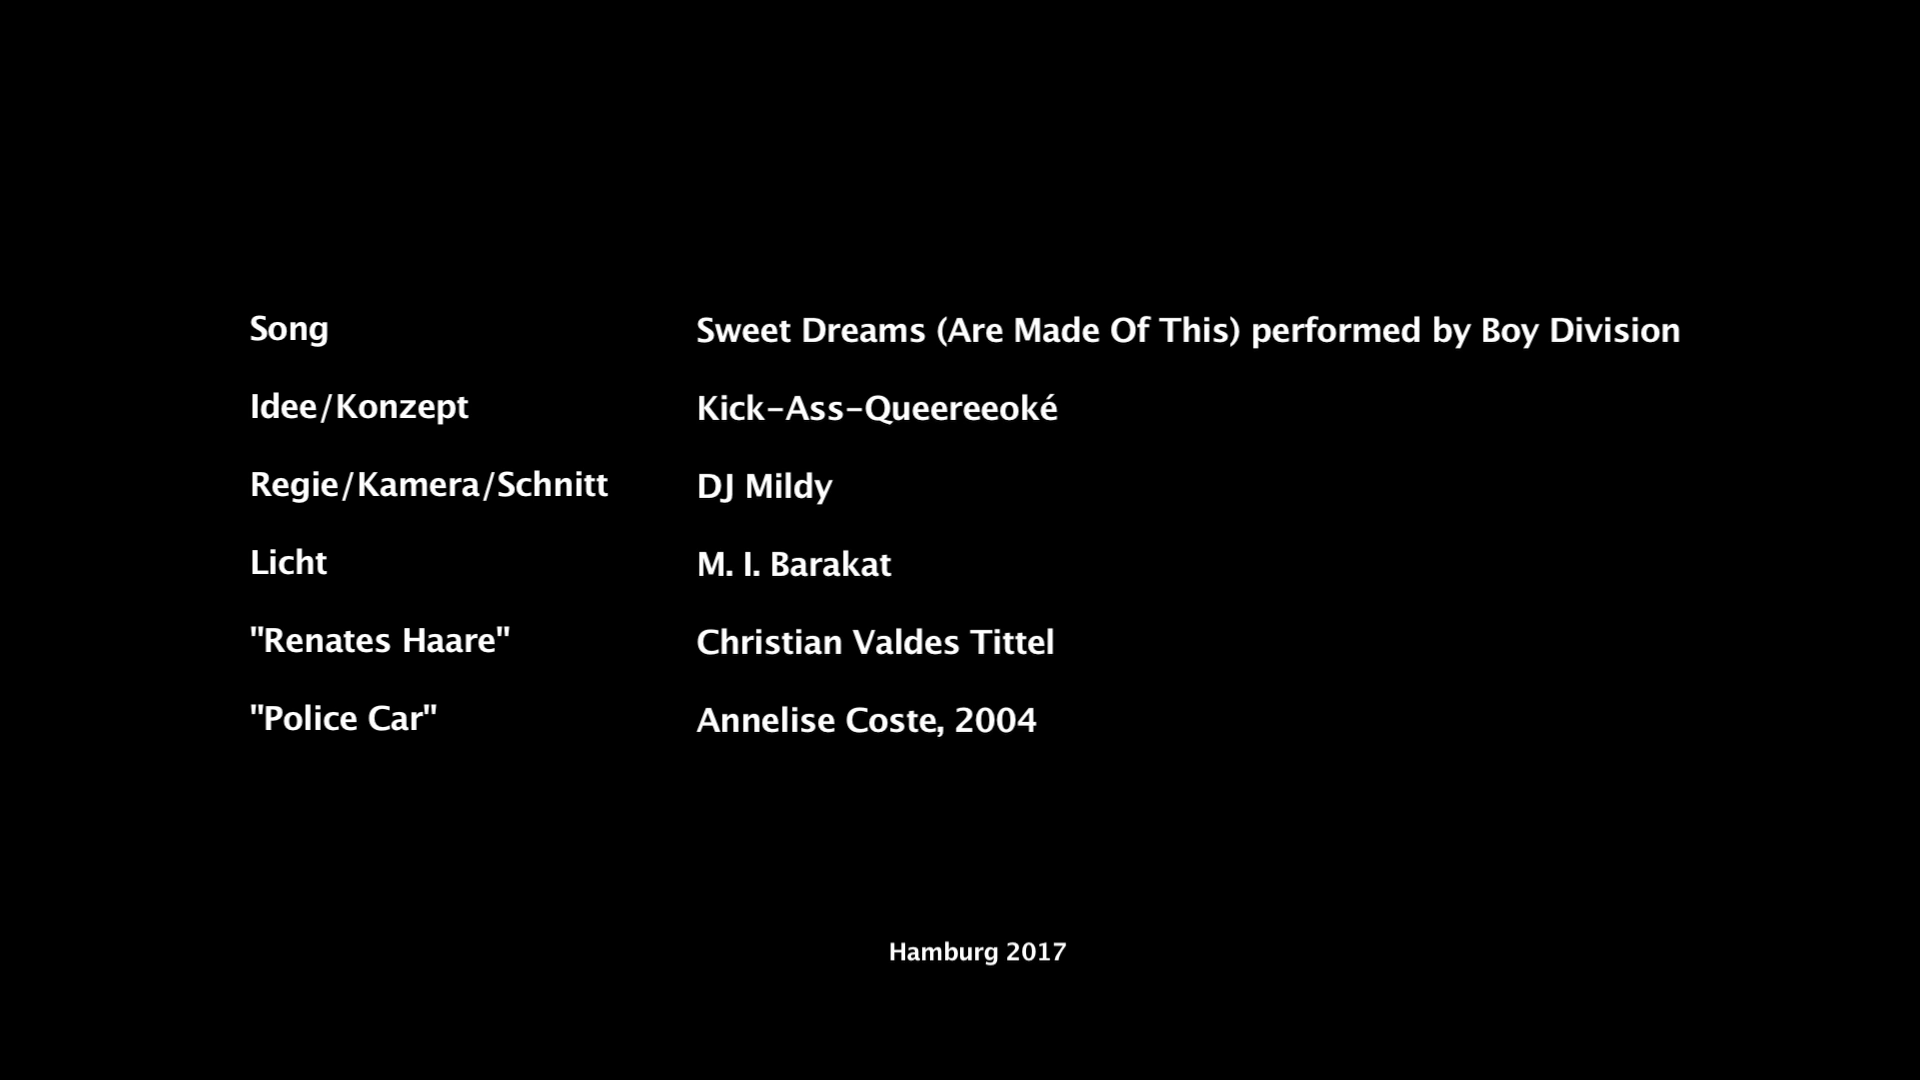 Song Sweet Dreams (Are Made Of This) performed by Boy Division
Idee/Konzept Kick-Ass-Queereeoké
Regie/Kamera/Schnitt DJ Mildy
Licht M. I. Barakat
"Renates Haare" Christian Valdes Tittel
"Police Car" Annelise Coste, 2004
Hamburg 2017